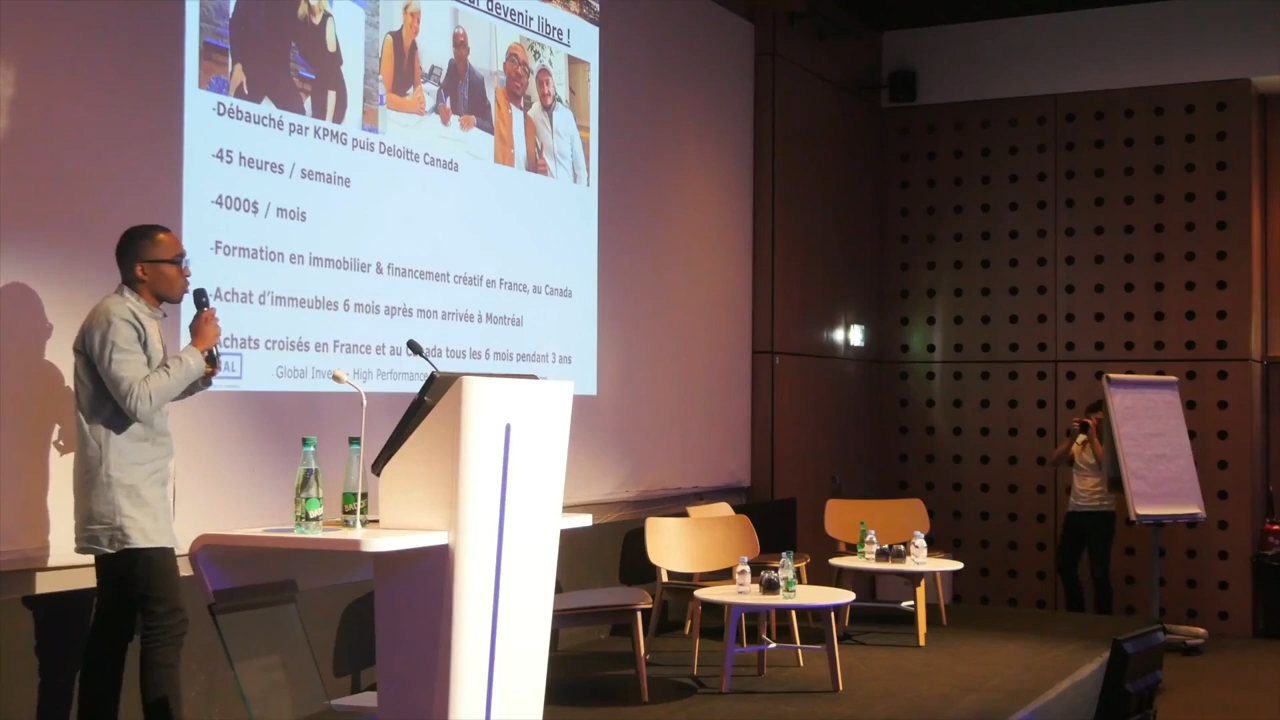 devenir libre !
-Débauché par KPMG puis Deloitte Canada
-45 heures / semaine
-4000$ / mois
-Formation en immobilier & financement créatif en France, au Canada
-Achat d'immeubles 6 mois après mon arrivée à Montréal
chats croisés en France et au Canada tous les 6 mois pendant 3 ans
Global Inves - High Performance